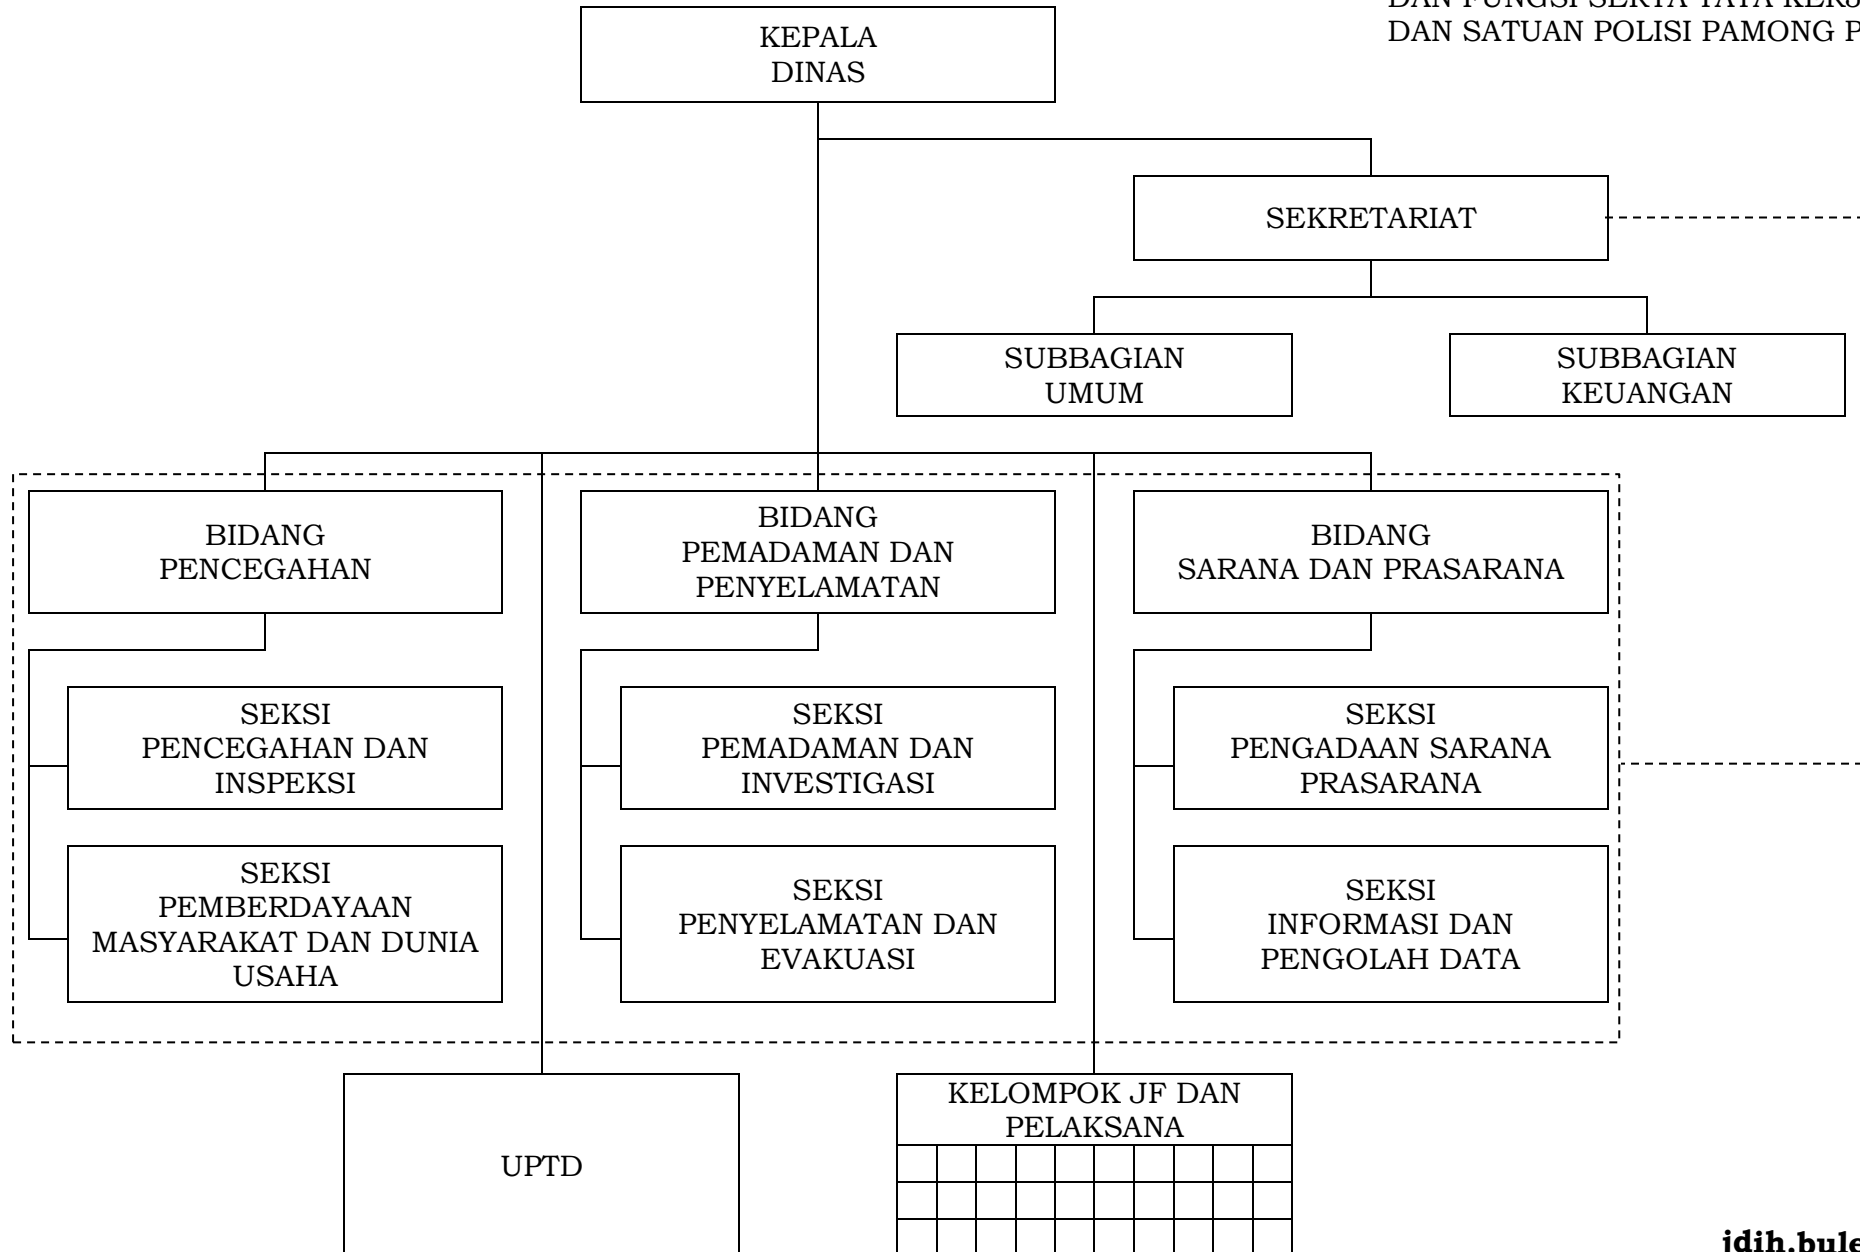 DAN SATUAN POLISI PAMONG P
KEPALA
DINAS
SEKRETARIAT
SUBBAGIAN
UMUM
SUBBAGIAN
KEUANGAN
BIDANG
PENCEGAHAN
BIDANG
PEMADAMAN DAN
PENYELAMATAN
BIDANG
SARANA DAN PRASARANA
SEKSI
PENCEGAHAN DAN
INSPEKSI
SEKSI
PEMADAMAN DAN
INVESTIGASI
SEKSI
PENGADAAN SARANA
PRASARANA
SEKSI
PEMBERDAYAAN
MASYARAKAT DAN DUNIA
USAHA
SEKSI
PENYELAMATAN DAN
EVAKUASI
SEKSI
INFORMASI DAN
PENGOLAH DATA
UPTD
KELOMPOK JF DAN
PELAKSANA
jdih.bule